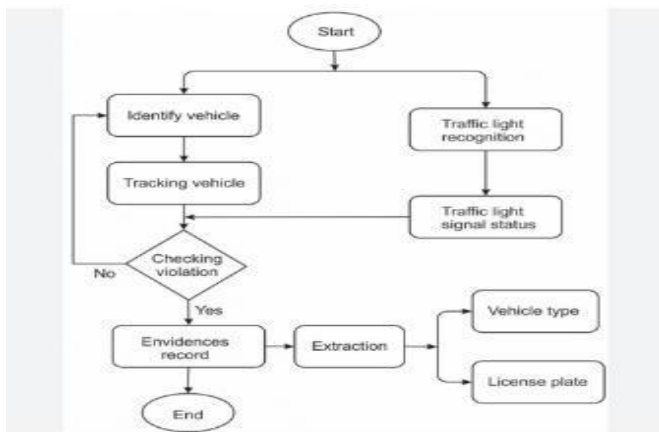 Start
Identify vehicle
Traffic light
recognition
Tracking vehicle
Traffic light
signal status
Checking
violation
No
Yes
Envidences
record
Extraction
Vehicle type
License plate
End